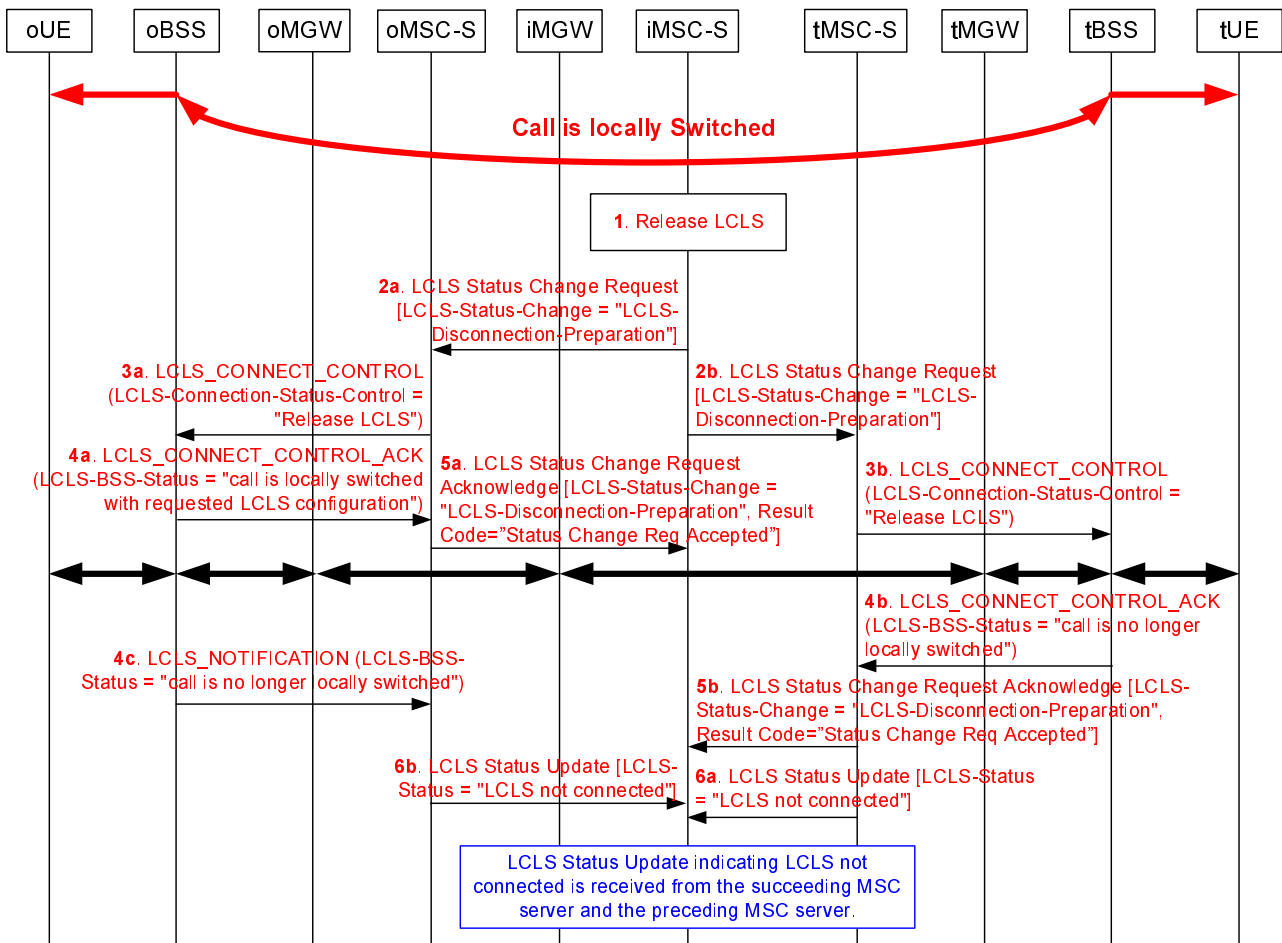 oUE oBSS oMGW oMSC-S iMGW iMSC-S tMSC-S tMGW tBSS tUE
Call is locally Switched
1. Release LCLS
2a. LCLS Status Change Request
[LCLS-Status-Change = "LCLS-
Disconnection-Preparation"]
3a. LCLS_CONNECT_CONTROL
(LCLS-Connection-Status-Control =
"Release LCLS")
2b. LCLS Status Change Request
[LCLS-Status-Change = "LCLS-
Disconnection-Preparation"]
4a. LCLS_CONNECT_CONTROL_ACK
(LCLS-BSS-Status = "call is locally switched
with requested LCLS configuration")
5a. LCLS Status Change Request
Acknowledge [LCLS-Status-Change =
"LCLS-Disconnection-Preparation", Result
Code=”Status Change Req Accepted”]
3b. LCLS_CONNECT_CONTROL
(LCLS-Connection-Status-Control =
"Release LCLS")
4b. LCLS_CONNECT_CONTROL_ACK
(LCLS-BSS-Status = "call is no longer
locally switched")
4c. LCLS_NOTIFICATION (LCLS-BSS-
Status = "call is no longer locally switched")
5b. LCLS Status Change Request Acknowledge [LCLS-
Status-Change = "LCLS-Disconnection-Preparation",
Result Code=”Status Change Req Accepted”]
6b. LCLS Status Update [LCLS-
Status = "LCLS not connected"]
6a. LCLS Status Update [LCLS-Status
= "LCLS not connected"]
LCLS Status Update indicating LCLS not
connected is received from the succeeding MSC
server and the preceding MSC server.